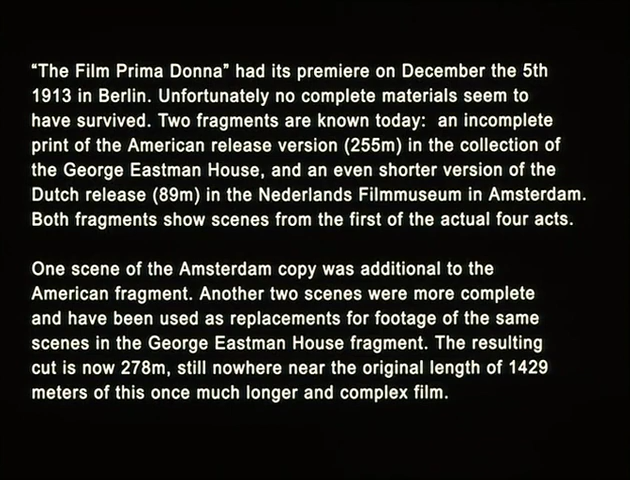 “The Film Prima Donna” had its premiere on December the 5th
1913 in Berlin. Unfortunately no complete materials seem to
have survived. Two fragments are known today:  an incomplete
print of the American release version (255m) in the collection of
the George Eastman House, and an even shorter version of the
Dutch release (89m) in the Nederlands Filmmuseum in Amsterdam.
Both fragments show scenes from the first of the actual four acts.
One scene of the Amsterdam copy was additional to the
American fragment. Another two scenes were more complete
and have been used as replacements for footage of the same
scenes in the George Eastman House fragment. The resulting
cut is now 278m, still nowhere near the original length of 1429
meters of this once much longer and complex film.